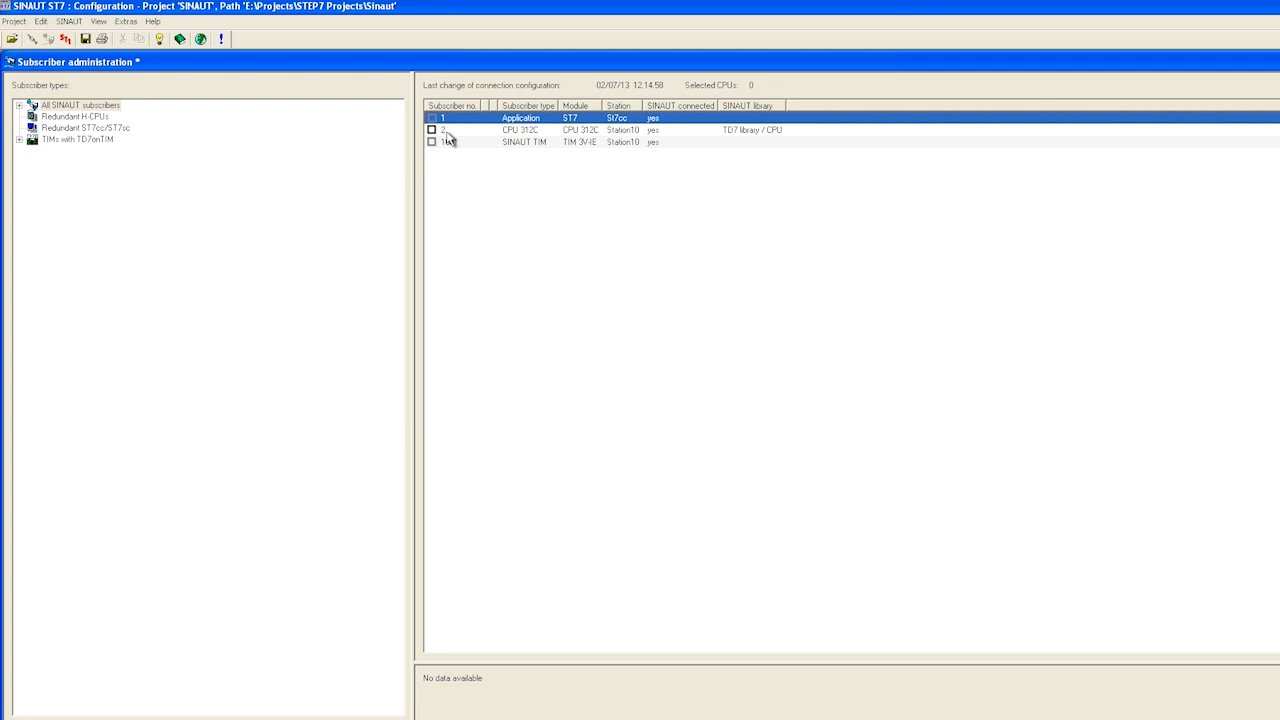 SINAUT ST7 : Configuration - Project 'SINAUT', Path 'E:\Projects\STEP7 Projects\Sinaut'
Project Edit SINAUT View Extras Help
Subscriber administration *
Subscriber types:
All SINAUT subscribers
Redundant H-CPUs
Redundant ST7cc/ST7sc
TIMs with TD7onTIM
Last change of connection configuration: 02/07/13 12.14.58 Selected CPUs: 0
Subscriber no. Subscriber type Module Station SINAUT connected SINAUT library
1 Application ST7 St7cc yes
2 CPU 312C CPU 312C Station10 yes TD7 library / CPU
SINAUT TIM TIM 3V-IE Station10 yes
No data available